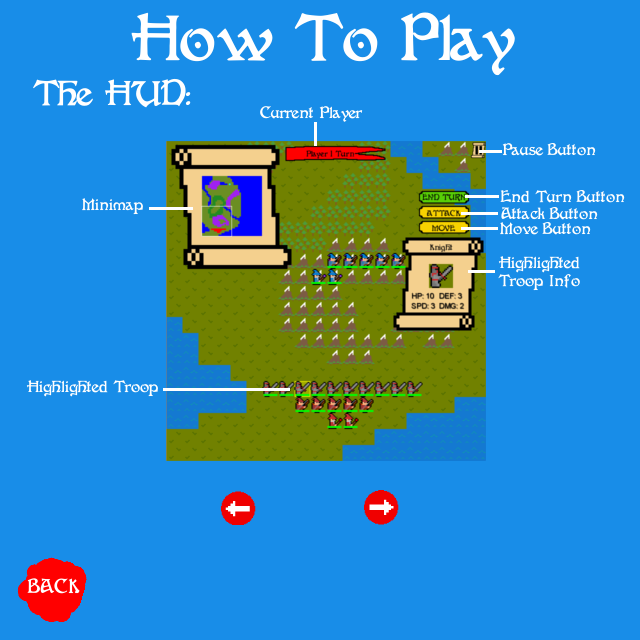 How To Play
The HUD:
Current Player
Player 1 Turn
Pause Button
Minimap
END TURN
End Turn Button
ATTACK
Attack Button
MOVE
Move Button
Knight
Highlighted
Troop Info
HP: 10 DEF: 3
SPD: 3 DMG: 2
Highlighted Troop
BACK